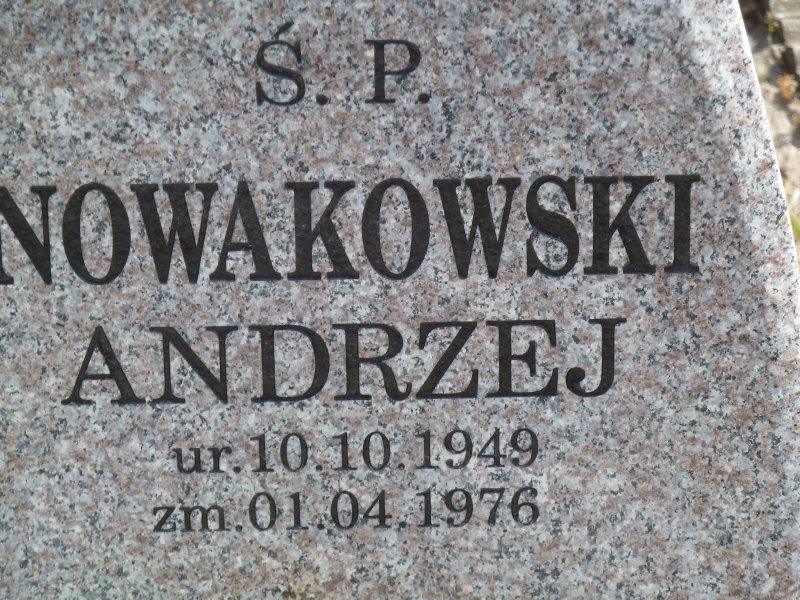 Ś. P.
NOWAKOWSKI
ANDRZEJ
ur.10.10.1949
zm.01.04.1976